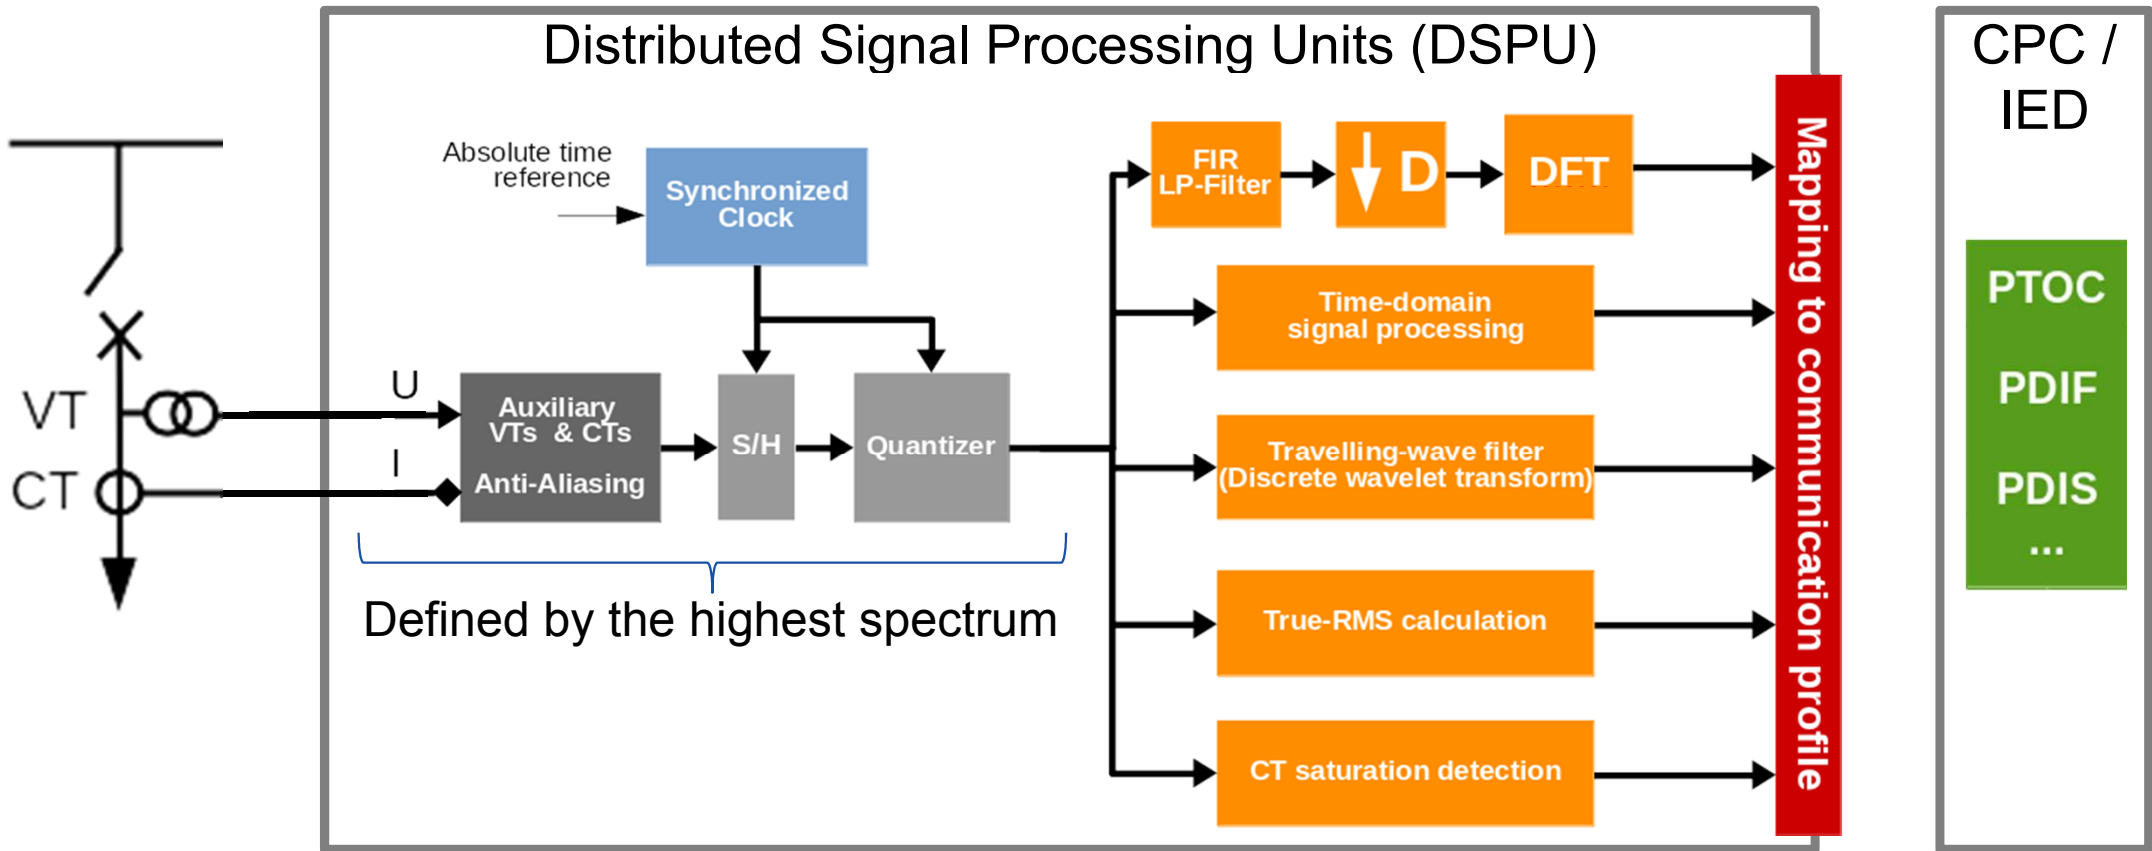 Distributed Signal Processing Units (DSPU)
CPC /
IED
Absolute time
reference
Synchronized
Clock
FIR
LP-Filter
D
DFT
Time-domain
signal processing
PTOC
PDIF
PDIS
...
VT
CT
U
I
Auxiliary
VTs & CTs
Anti-Aliasing
S/H
Quantizer
Travelling-wave filter
(Discrete wavelet transform)
Defined by the highest spectrum
True-RMS calculation
CT saturation detection
Mapping to communication profile